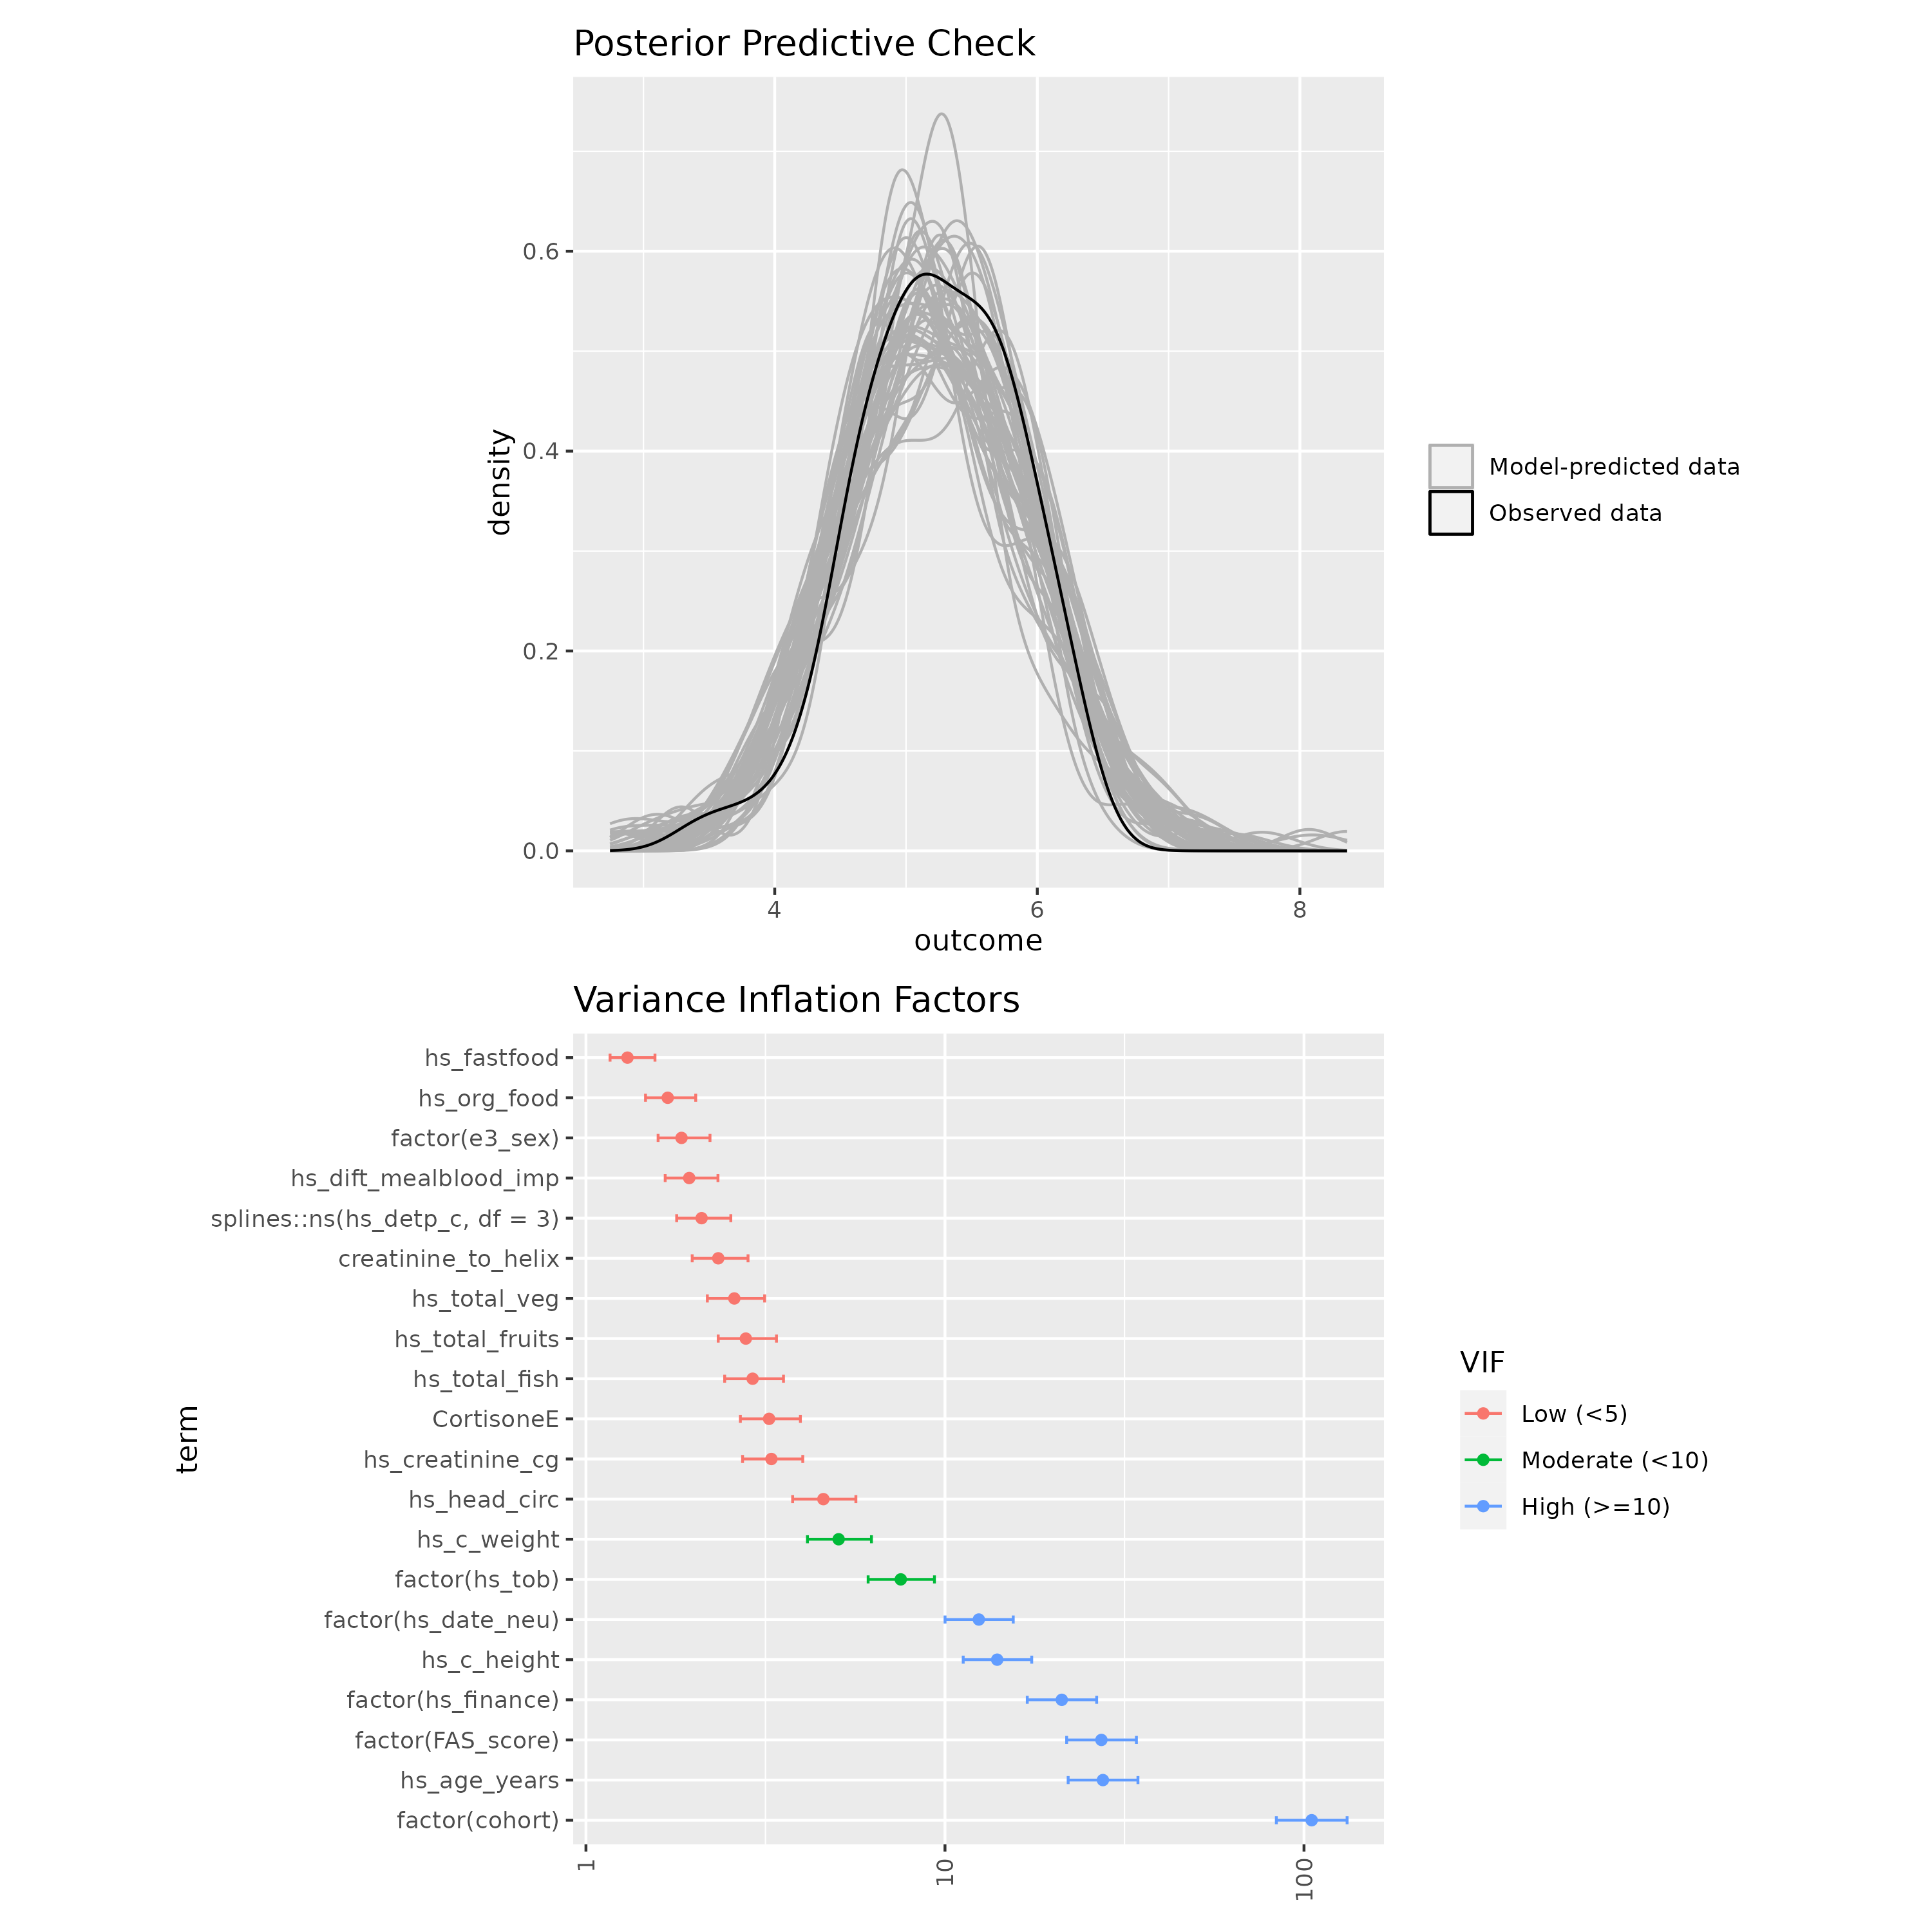 Posterior Predictive Check
density
0.6
0.4
0.2
0.0
4
6
8
outcome
Model-predicted data
Observed data
Variance Inflation Factors
term
hs_fastfood
hs_org_food
factor(e3_sex)
hs_dift_mealblood_imp
splines::ns(hs_detp_c, df = 3)
creatinine_to_helix
hs_total_veg
hs_total_fruits
hs_total_fish
CortisoneE
hs_creatinine_cg
hs_head_circ
hs_c_weight
factor(hs_tob)
factor(hs_date_neu)
hs_c_height
factor(hs_finance)
factor(FAS_score)
hs_age_years
factor(cohort)
1
10
100
VIF
Low (<5)
Moderate (<10)
High (>=10)